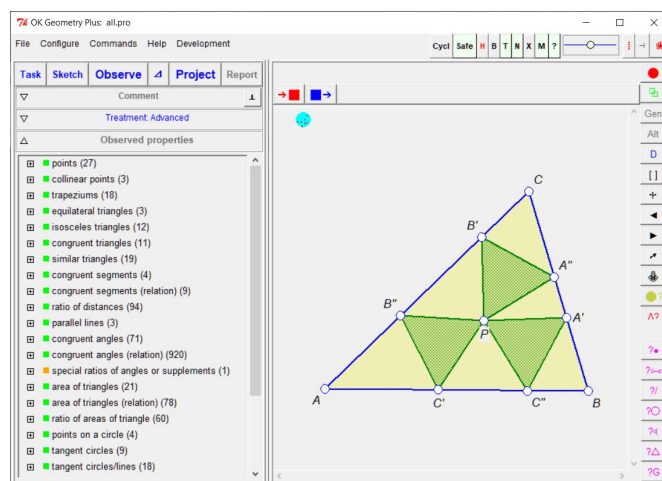 OK Geometry Plus: all.pro
File Configure Commands Help Development
Cycl Safe H B T N X M ?
Task Sketch Observe Project Report
Comment
Treatment: Advanced
Observed properties
points (27)
collinear points (3)
trapeziums (18)
equilateral triangles (3)
isosceles triangles (12)
congruent triangles (11)
similar triangles (19)
congruent segments (4)
congruent segments (relation) (9)
ratio of distances (94)
parallel lines (3)
congruent angles (71)
congruent angles (relation) (920)
special ratios of angles or supplements (1)
area of triangles (21)
area of triangles (relation) (78)
ratio of areas of triangle (60)
points on a circle (4)
tangent circles (9)
tangent circles/lines (18)
C
B'
A"
B"
A'
P
A
C'
C"
B
Gen
Alt
D
[ ]
Λ?
?G